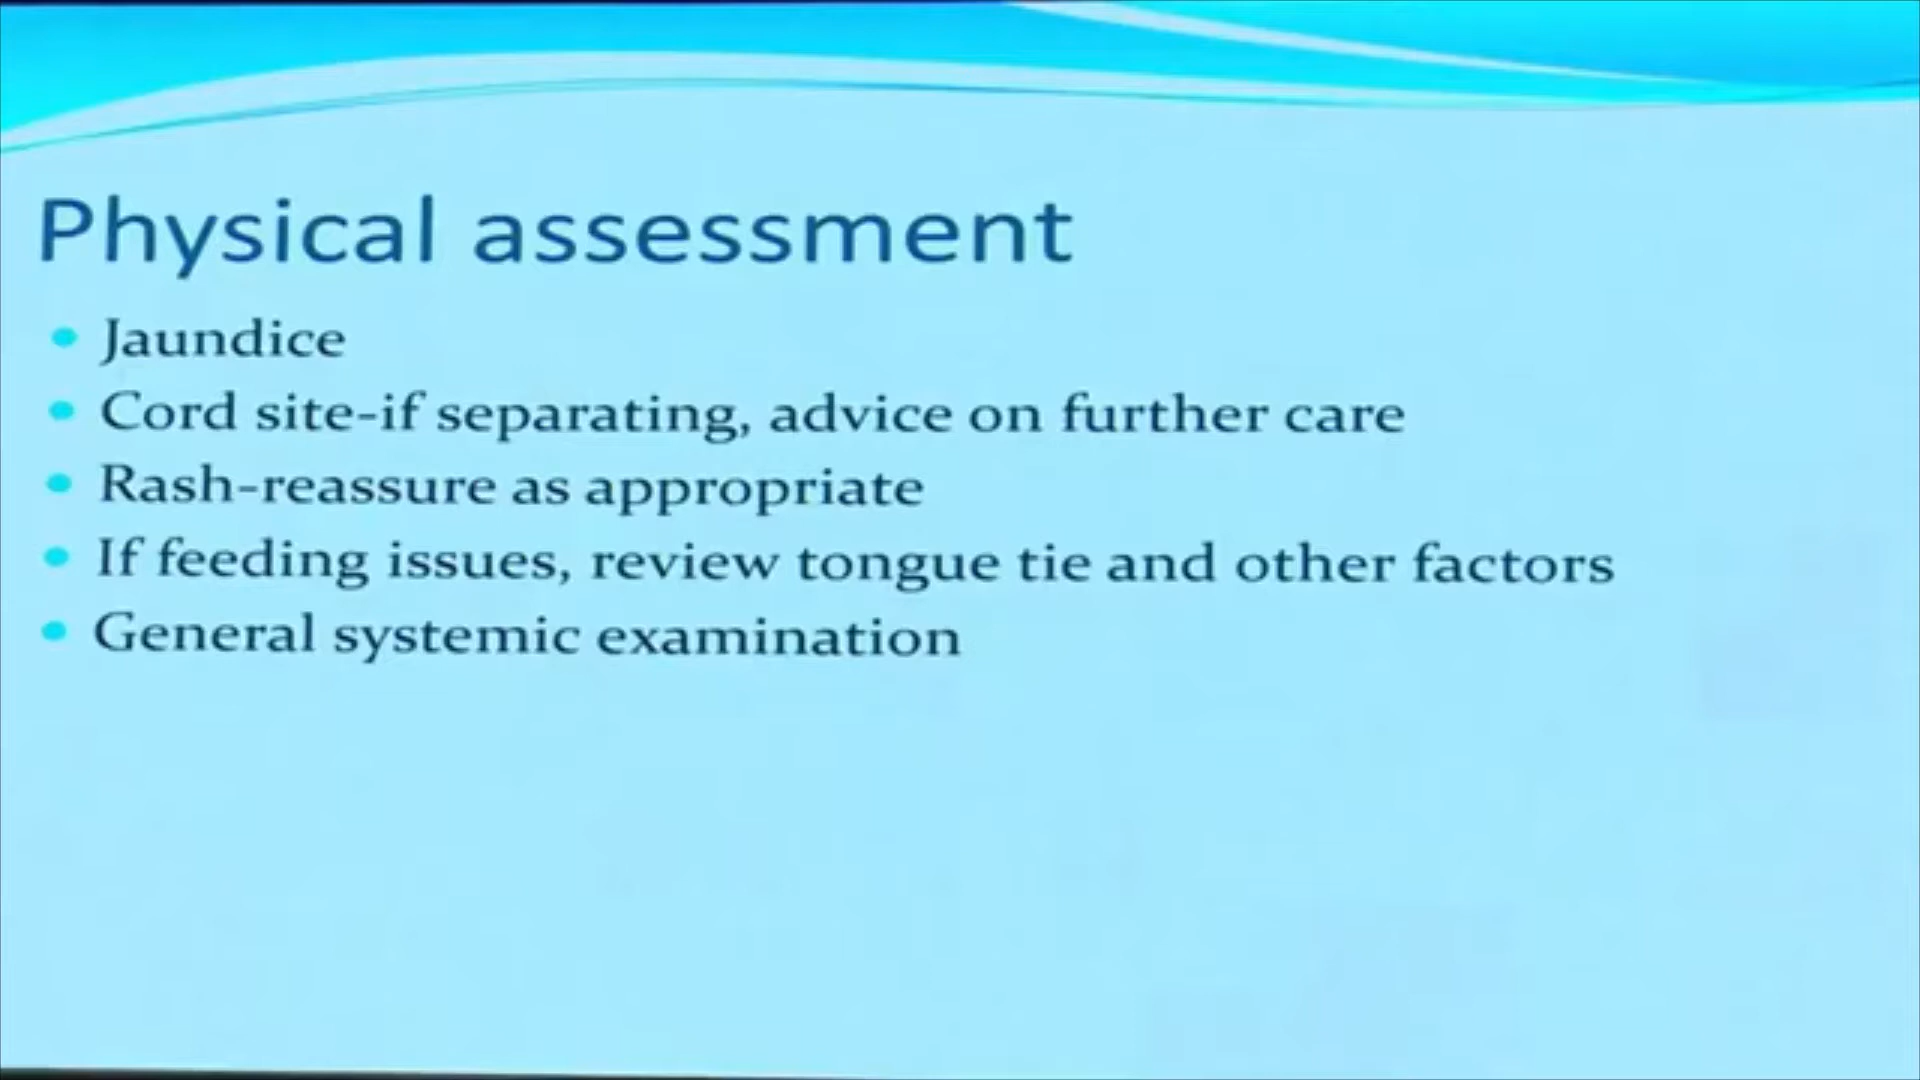 Physical assessment
Jaundice
Cord site-if separating, advice on further care
Rash-reassure as appropriate
If feeding issues, review tongue tie and other factors
General systemic examination